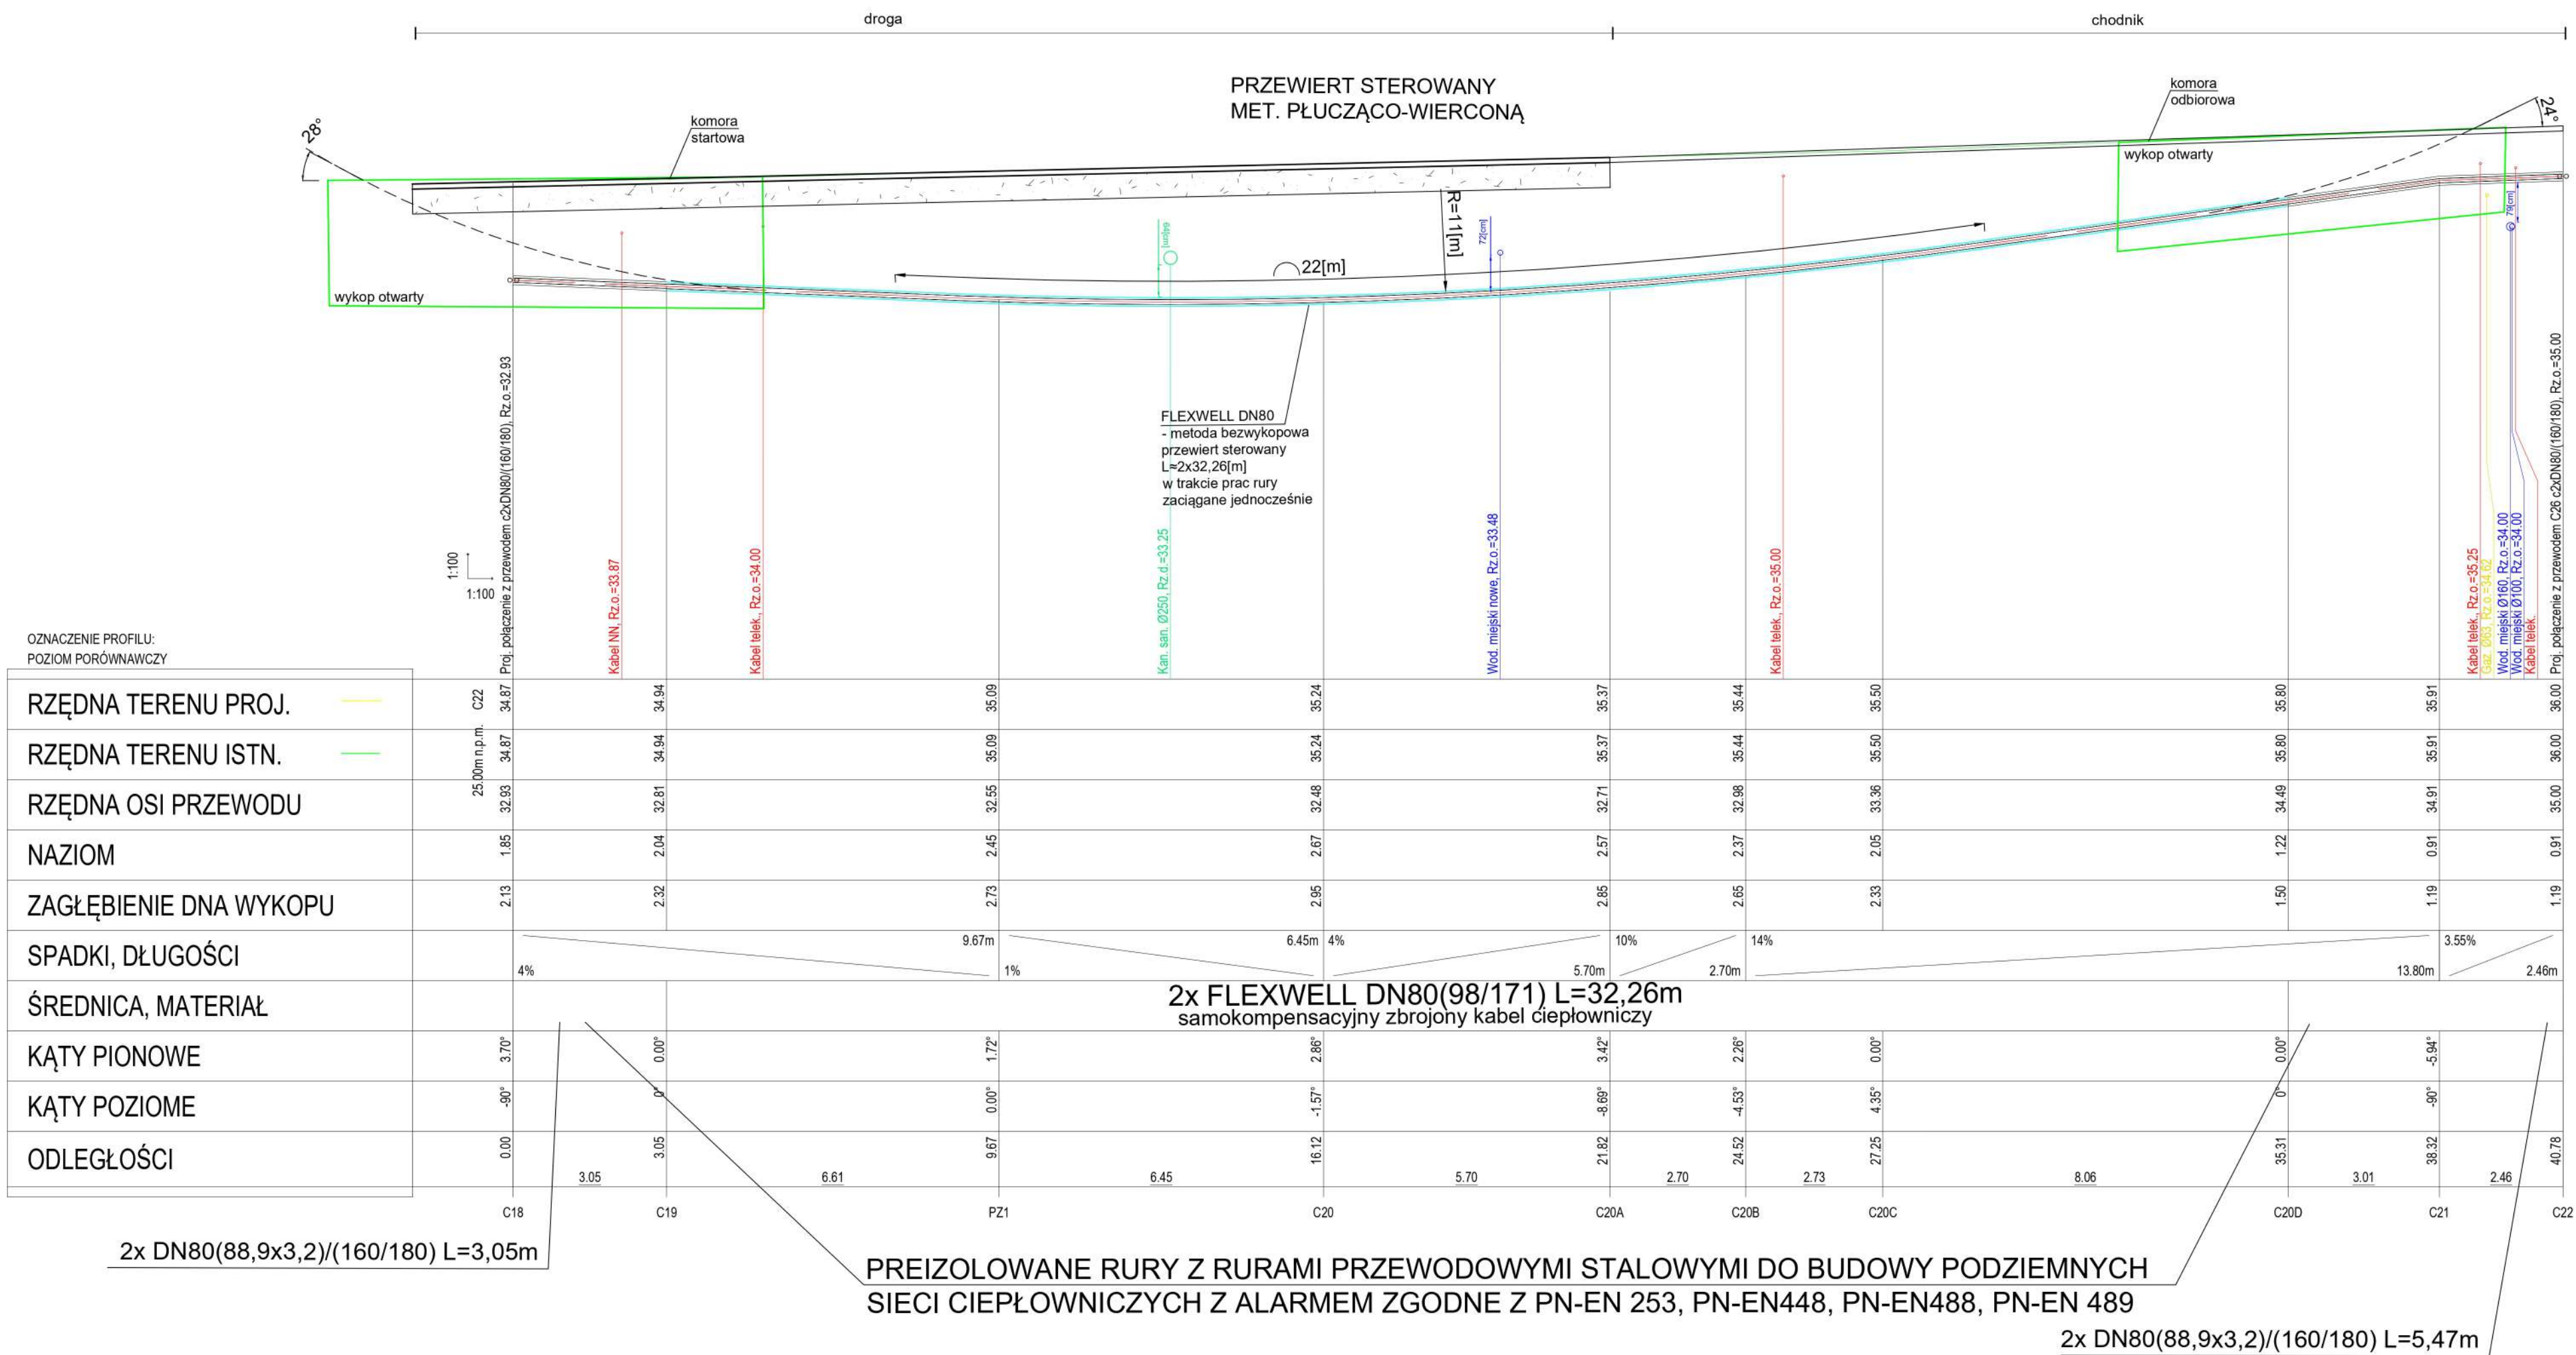 droga
chodnik
PRZEWIERT STEROWANY
MET. PŁUCZĄCO-WIERCONĄ
28°
komora
startowa
komora
odbiorowa
24°
wykop otwarty
wykop otwarty
R=11[m]
22[m]
64[cm]
72[cm]
79[cm]
FLEXWELL DN80
- metoda bezwykopowa
przewiert sterowany
L≈2x32,26[m]
w trakcie prac rury
zaciągane jednocześnie
1:100
1:100
Proj. połączenie z przewodem c2xDN80/(160/180), Rz.o.=32.93
Kabel NN, Rz.o.=33.87
Kabel telek., Rz.o.=34.00
Kan. san. Ø250, Rz.d.=33.25
Wod. miejski nowe, Rz.o.=33.48
Kabel telek., Rz.o.=35.00
Kabel telek., Rz.o.=35.25
Gaz. Ø63, Rz.o.=34.62
Wod. miejski Ø160, Rz.o.=34.00
Wod. miejski Ø100, Rz.o.=34.00
Kabel telek.
Proj. połączenie z przewodem C26 c2xDN80/(160/180), Rz.o.=35.00
OZNACZENIE PROFILU:
POZIOM PORÓWNAWCZY
C22
25.00m n.p.m.
RZĘDNA TERENU PROJ. 34.87 34.94 35.09 35.24 35.37 35.44 35.50 35.80 35.91 36.00
RZĘDNA TERENU ISTN. 34.87 34.94 35.09 35.24 35.37 35.44 35.50 35.80 35.91 36.00
RZĘDNA OSI PRZEWODU 32.93 32.81 32.55 32.48 32.71 32.98 33.36 34.49 34.91 35.00
NAZIOM 1.85 2.04 2.45 2.67 2.57 2.37 2.05 1.22 0.91 0.91
ZAGŁĘBIENIE DNA WYKOPU 2.13 2.32 2.73 2.95 2.85 2.65 2.33 1.50 1.19 1.19
SPADKI, DŁUGOŚCI
9.67m 6.45m 4% 10% 14% 3.55%
4% 1% 5.70m 2.70m 13.80m 2.46m
ŚREDNICA, MATERIAŁ
2x FLEXWELL DN80(98/171) L=32,26m
samokompensacyjny zbrojony kabel ciepłowniczy
KĄTY PIONOWE 3.70° 0.00° 1.72° 2.86° 3.42° 2.26° 0.00° 0.00° -5.94°
KĄTY POZIOME -90° 0° 0.00° -1.57° -8.69° -4.53° 4.35° 0° -90°
ODLEGŁOŚCI 0.00 3.05 9.67 16.12 21.82 24.52 27.25 35.31 38.32 40.78
3.05 6.61 6.45 5.70 2.70 2.73 8.06 3.01 2.46
C18 C19 PZ1 C20 C20A C20B C20C C20D C21 C22
2x DN80(88,9x3,2)/(160/180) L=3,05m
PREIZOLOWANE RURY Z RURAMI PRZEWODOWYMI STALOWYMI DO BUDOWY PODZIEMNYCH
SIECI CIEPŁOWNICZYCH Z ALARMEM ZGODNE Z PN-EN 253, PN-EN448, PN-EN488, PN-EN 489
2x DN80(88,9x3,2)/(160/180) L=5,47m